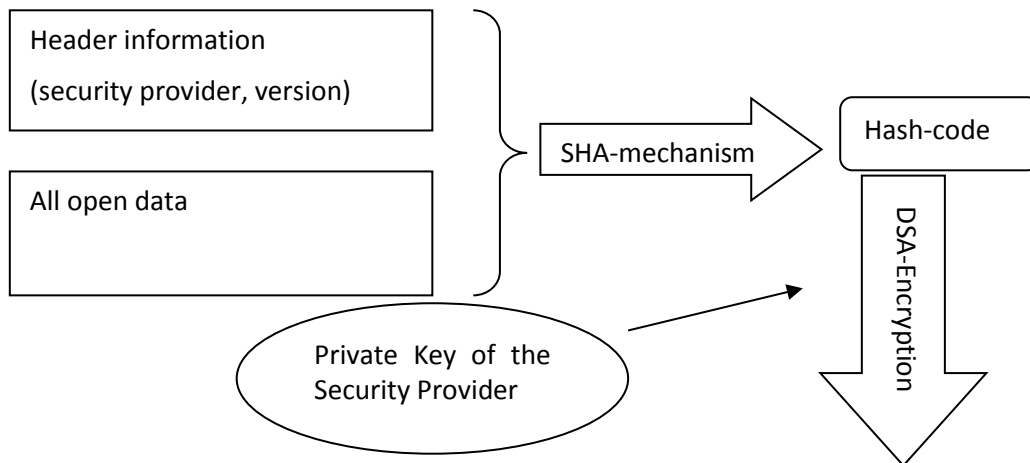 Header information
(security provider, version)
All open data
SHA-mechanism
Hash-code
Private Key of the
Security Provider
DSA-Encryption